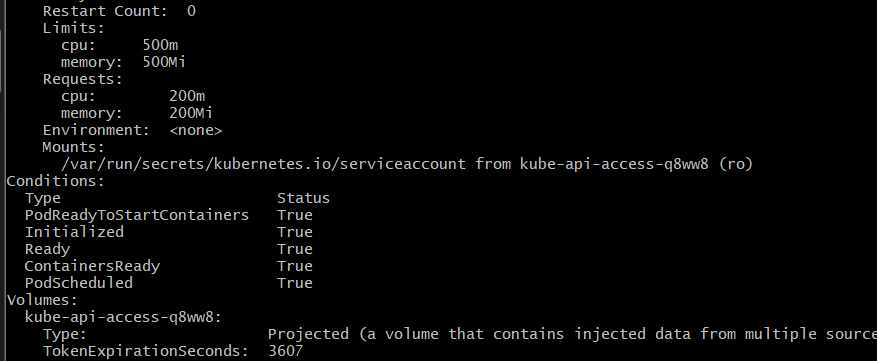 Restart Count:  0
Limits:
cpu:     500m
memory:  500Mi
Requests:
cpu:        200m
memory:     200Mi
Environment:  <none>
Mounts:
/var/run/secrets/kubernetes.io/serviceaccount from kube-api-access-q8ww8 (ro)
Conditions:
Type                        Status
PodReadyToStartContainers   True
Initialized                 True
Ready                       True
ContainersReady             True
PodScheduled                True
Volumes:
kube-api-access-q8ww8:
Type:                    Projected (a volume that contains injected data from multiple source
TokenExpirationSeconds:  3607